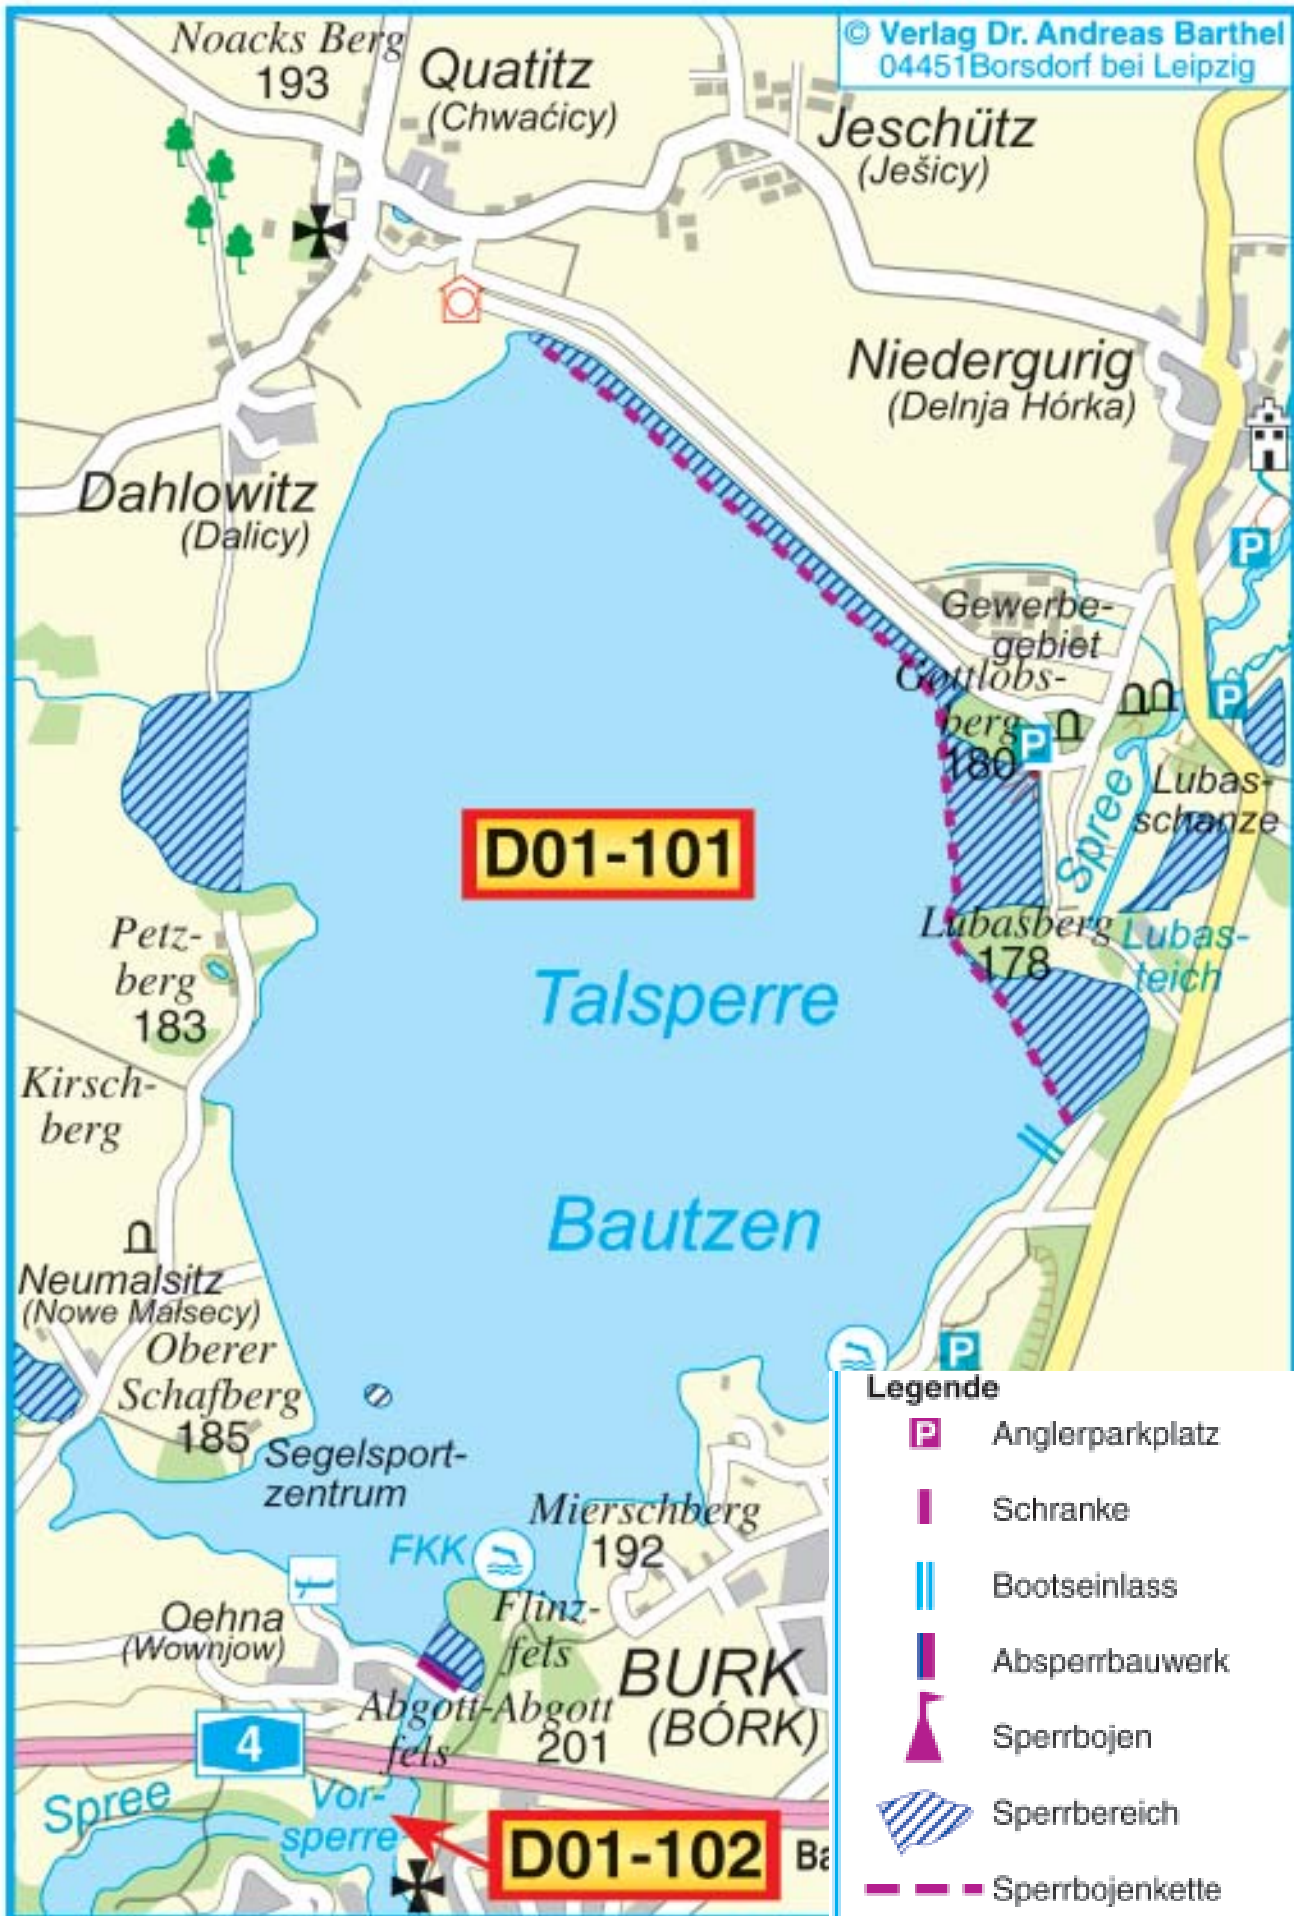 Noacks Berg
193
Quatitz
(Chwaćicy)
© Verlag Dr. Andreas Barthel
04451Borsdorf bei Leipzig
Jeschütz
(Ješicy)
Niedergurig
(Delnja Hórka)
Dahlowitz
(Dalicy)
P
Gewerbe-
gebiet
Gottlobs-
berg
180
P
P
Spree
Lubas-
schanze
D01-101
Petz-
berg
183
Lubasberg
178
Lubas-
teich
Talsperre
Kirsch-
berg
Bautzen
Neumalsitz
(Nowe Małsecy)
Oberer
Schafberg
185
P
Segelsport-
zentrum
Mierschberg
192
FKK
Oehna
(Wownjow)
Flinz-
fels
BURK
(BÓRK)
Abgott-
fels
Abgott
201
4
Spree
Vor-
sperre
D01-102
Ba
Legende
P Anglerparkplatz
Schranke
Bootseinlass
Absperrbauwerk
Sperrbojen
Sperrbereich
Sperrbojenkette